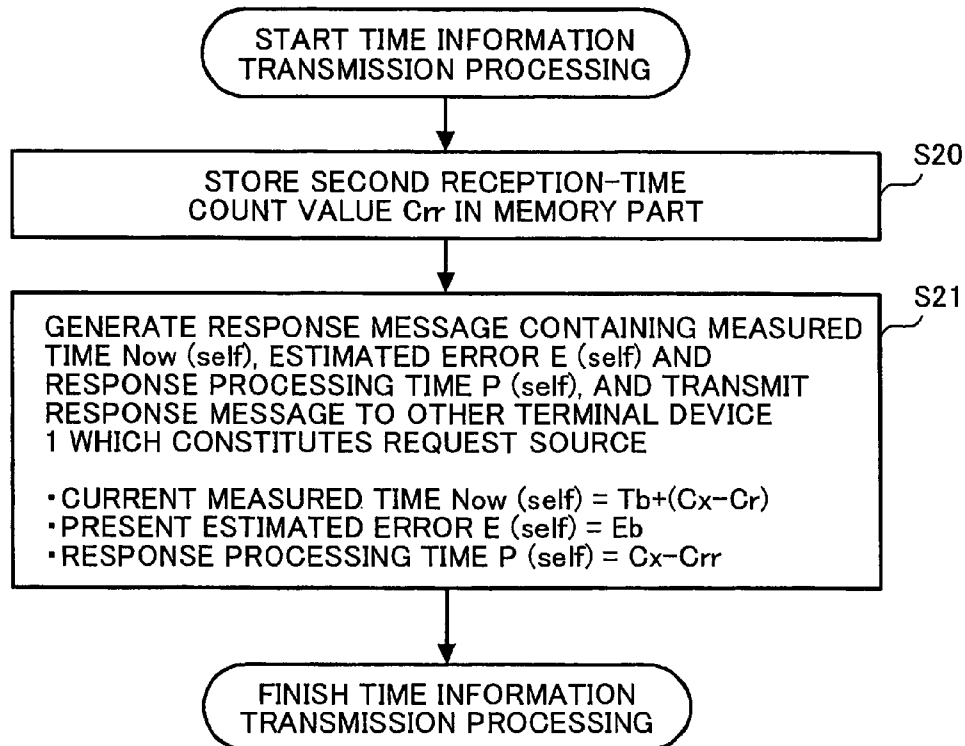 START TIME INFORMATION
TRANSMISSION PROCESSING
S20
STORE SECOND RECEPTION-TIME
COUNT VALUE Crr IN MEMORY PART
S21
GENERATE RESPONSE MESSAGE CONTAINING MEASURED
TIME Now (self), ESTIMATED ERROR E (self) AND
RESPONSE PROCESSING TIME P (self), AND TRANSMIT
RESPONSE MESSAGE TO OTHER TERMINAL DEVICE
1 WHICH CONSTITUTES REQUEST SOURCE
・CURRENT MEASURED TIME Now (self) = Tb+(Cx-Cr)
・PRESENT ESTIMATED ERROR E (self) = Eb
・RESPONSE PROCESSING TIME P (self) = Cx-Crr
FINISH TIME INFORMATION
TRANSMISSION PROCESSING